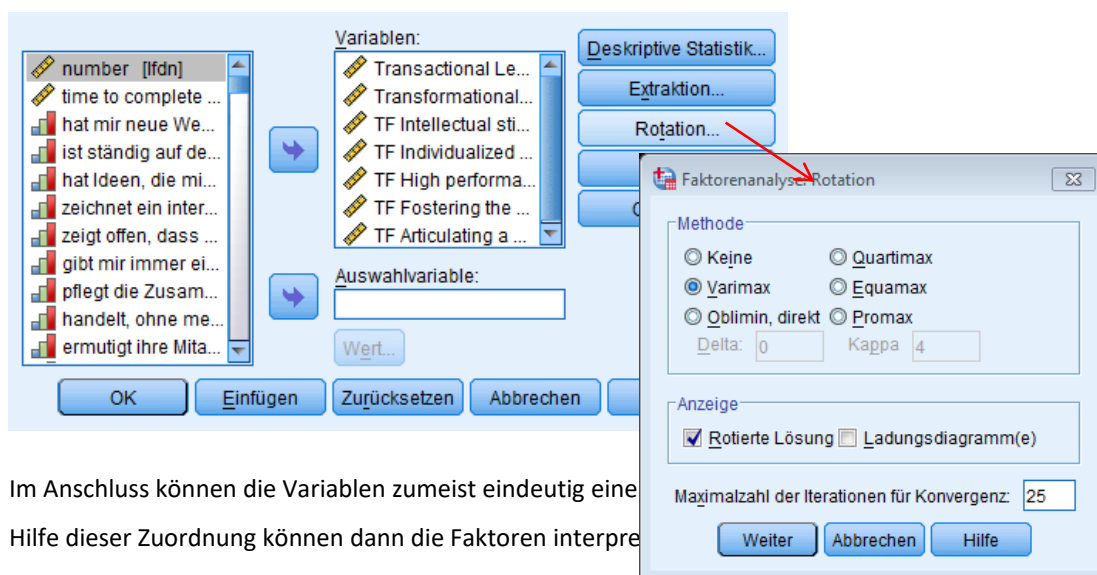 Variablen:
number [lfdn]
time to complete ...
hat mir neue We...
ist ständig auf de...
hat Ideen, die mi...
zeichnet ein inter...
zeigt offen, dass ...
gibt mir immer ei...
pflegt die Zusam...
handelt, ohne me...
ermutigt ihre Mita...
Transactional Le...
Transformational...
TF Intellectual sti...
TF Individualized ...
TF High performa...
TF Fostering the ...
TF Articulating a ...
Auswahlvariable:
Wert...
Deskriptive Statistik...
Extraktion...
Rotation...
OK
Einfügen
Zurücksetzen
Abbrechen
Faktorenanalyse: Rotation
Methode
Keine
Quartimax
Varimax
Equamax
Oblimin, direkt
Promax
Delta: 0
Kappa 4
Anzeige
Rotierte Lösung
Ladungsdiagramm(e)
Maximalzahl der Iterationen für Konvergenz: 25
Weiter
Abbrechen
Hilfe
Im Anschluss können die Variablen zumeist eindeutig eine
Hilfe dieser Zuordnung können dann die Faktoren interpre